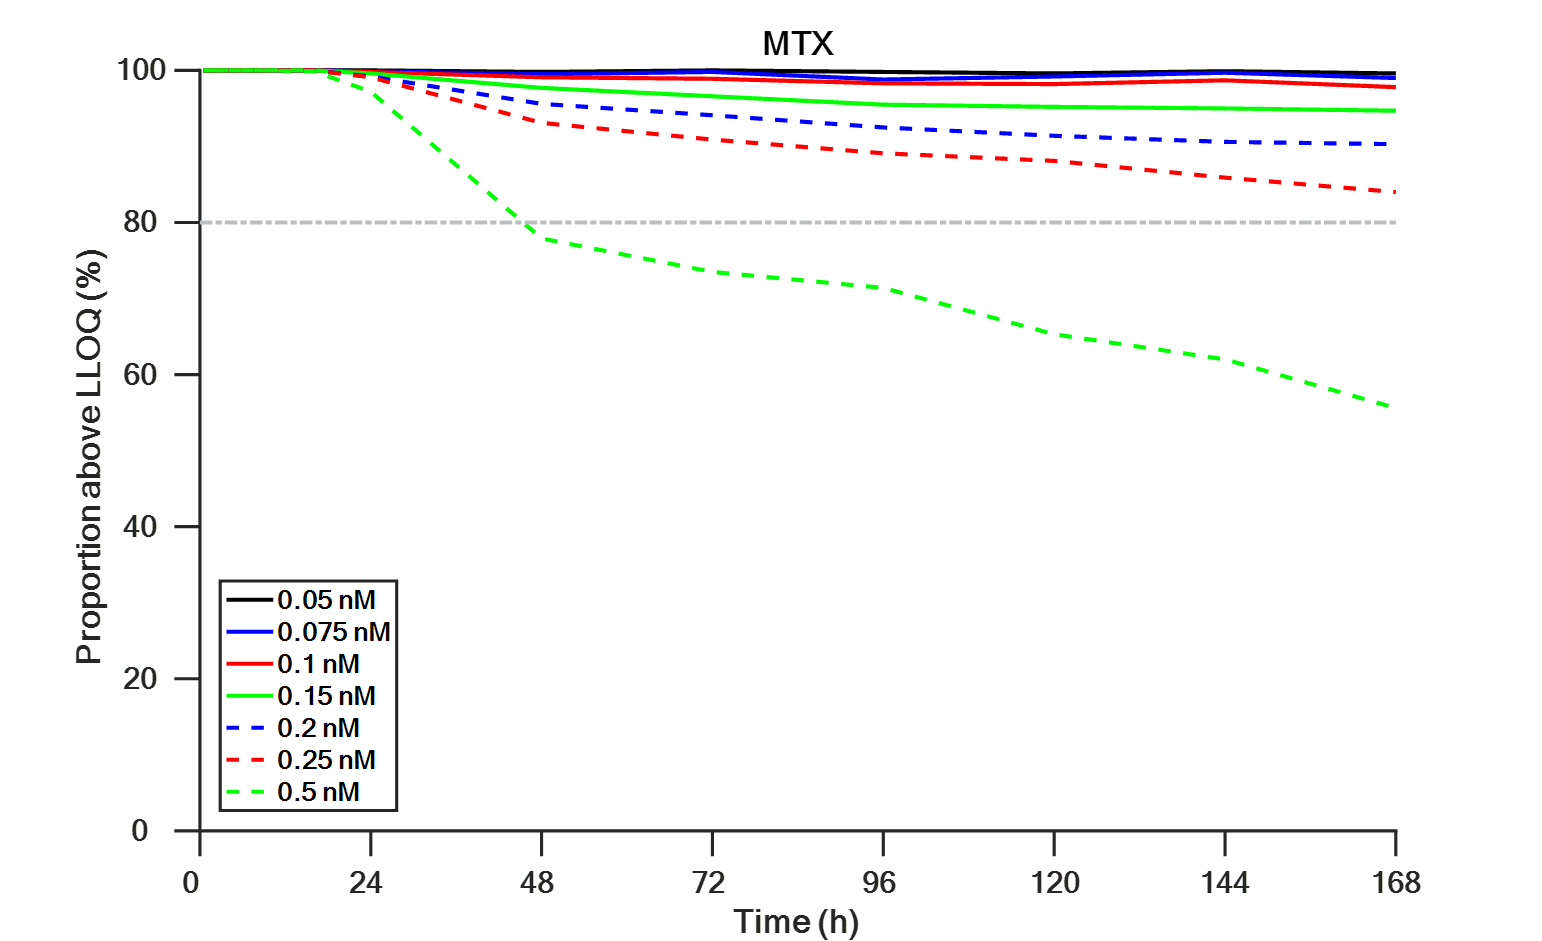 MTX
Proportion above LLOQ (%)
100
80
60
40
20
0
0.05 nM
0.075 nM
0.1 nM
0.15 nM
0.2 nM
0.25 nM
0.5 nM
0 24 48 72 96 120 144 168
Time (h)